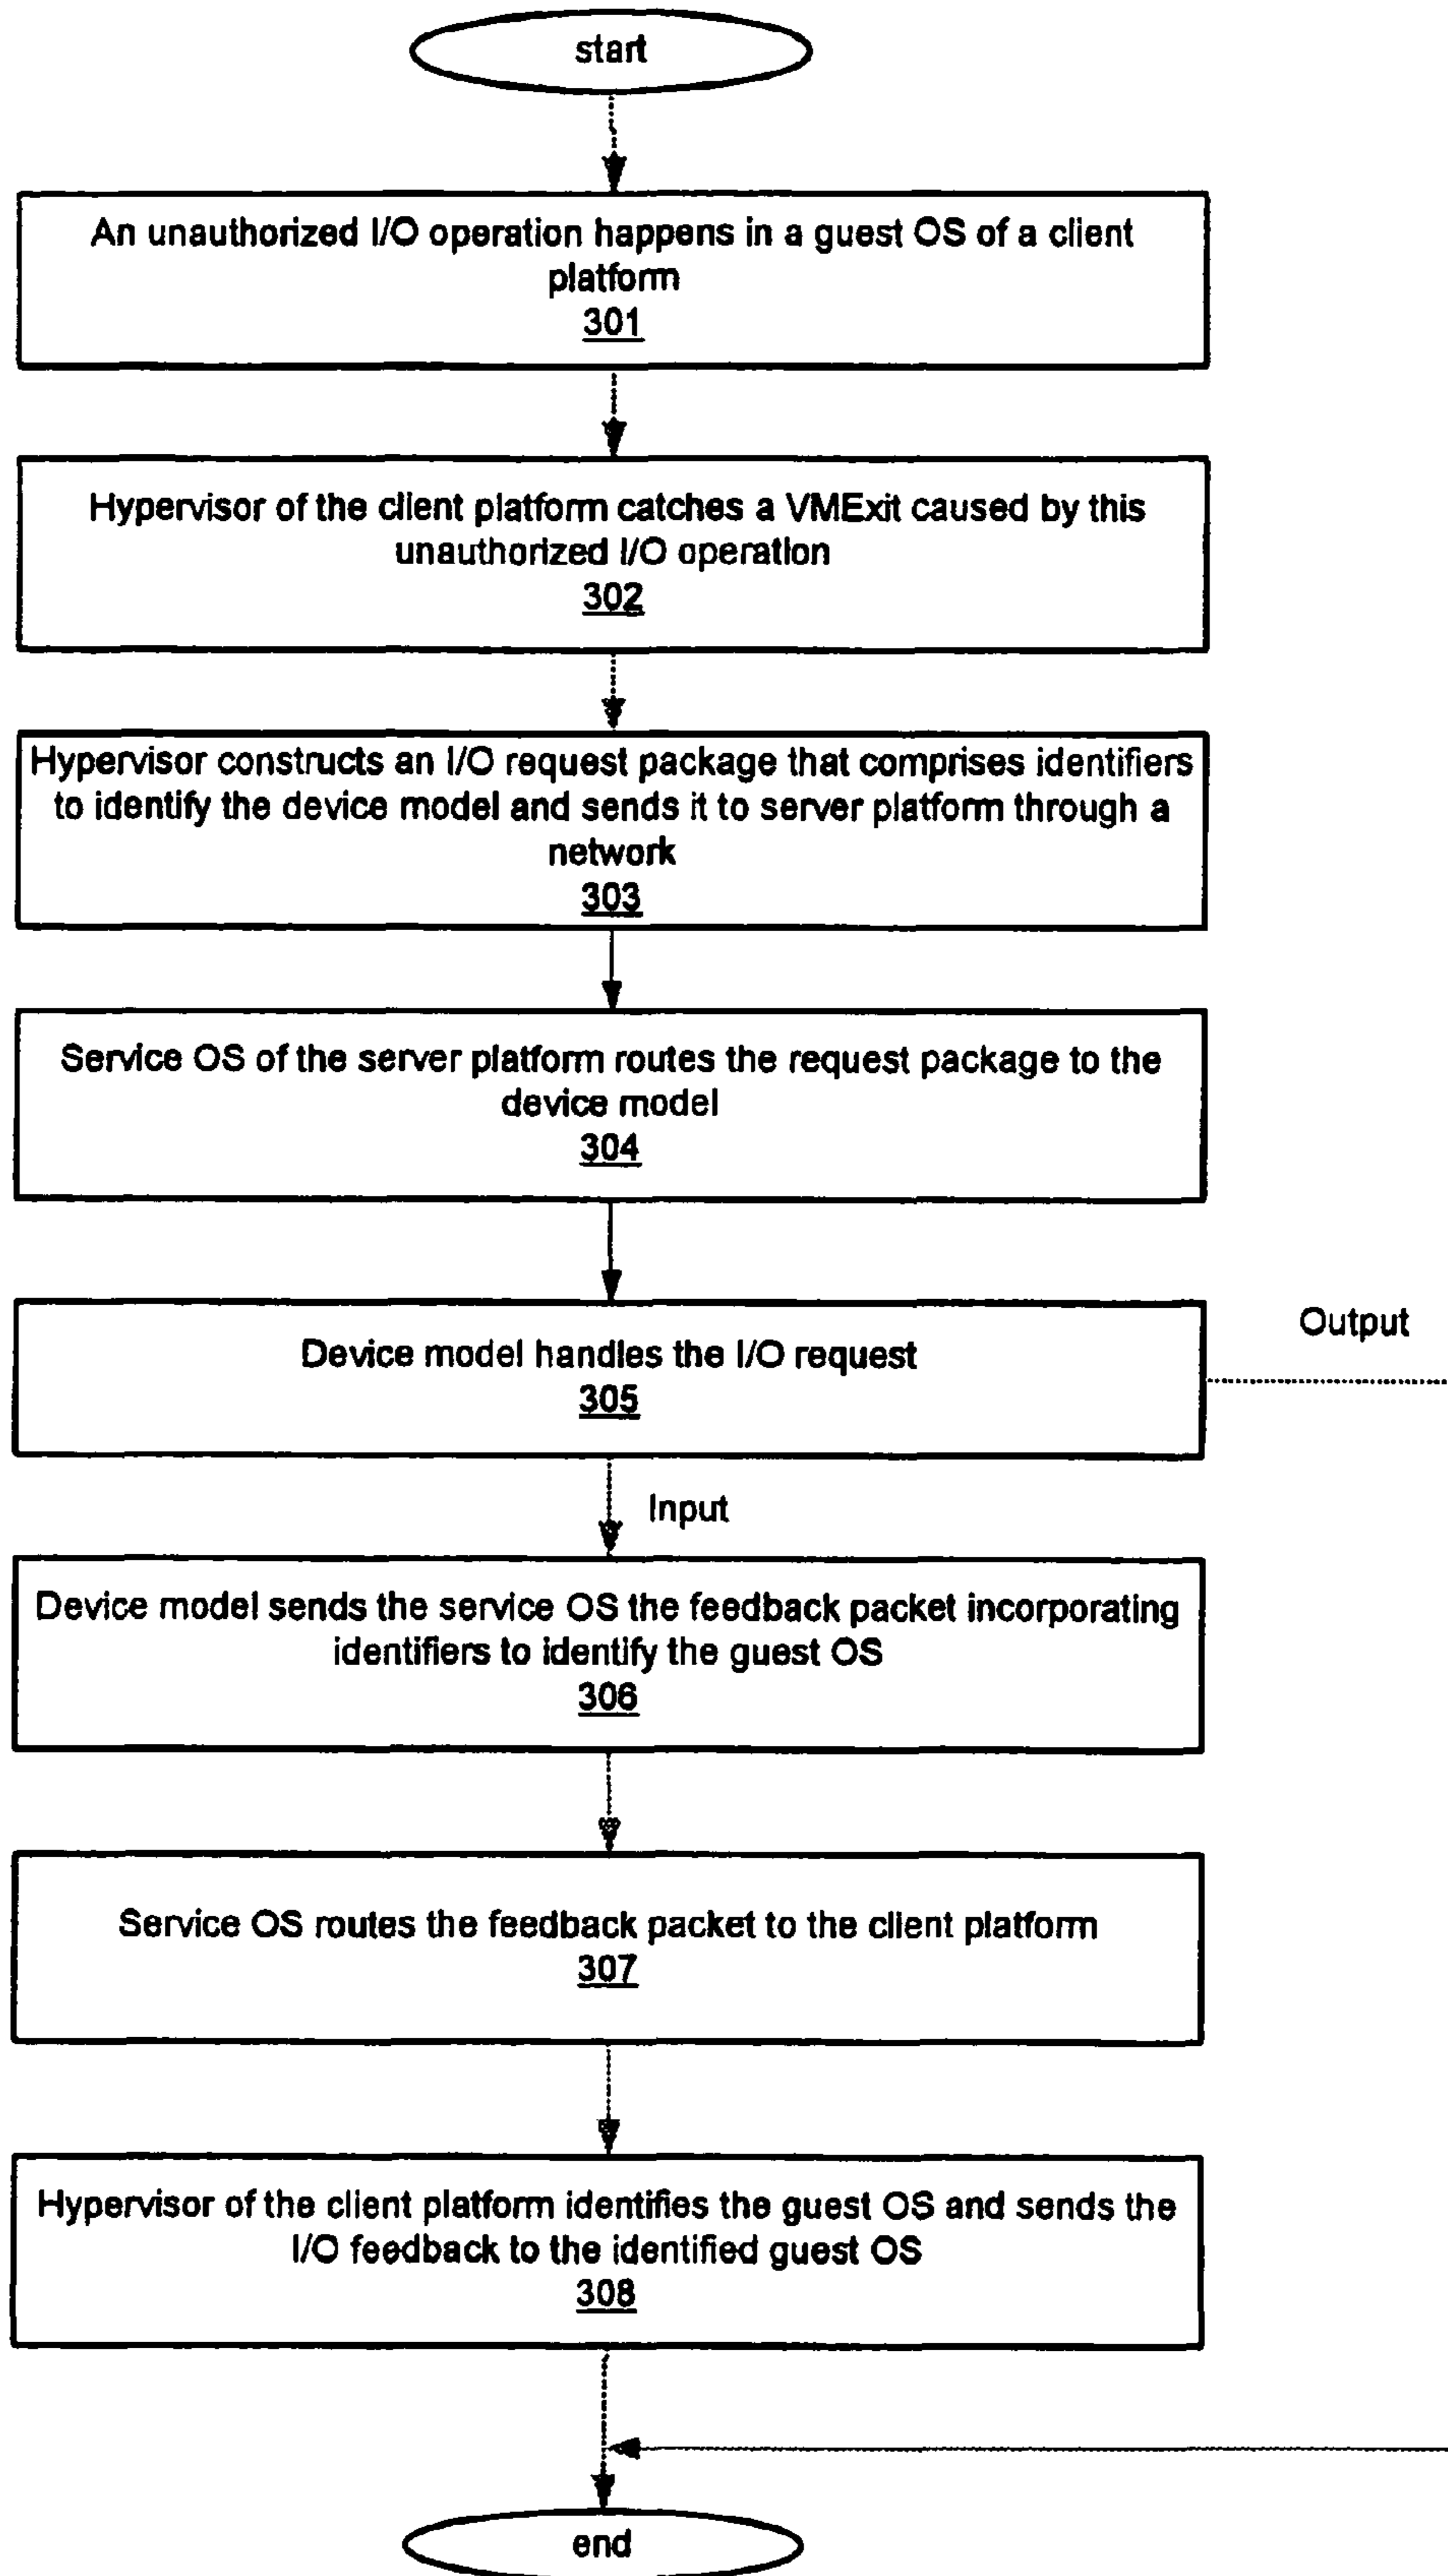 start
An unauthorized I/O operation happens in a guest OS of a client
platform
301
Hypervisor of the client platform catches a VMExit caused by this
unauthorized I/O operation
302
Hypervisor constructs an I/O request package that comprises identifiers
to identify the device model and sends it to server platform through a
network
303
Service OS of the server platform routes the request package to the
device model
304
Device model handles the I/O request
305
Output
Input
Device model sends the service OS the feedback packet incorporating
identifiers to identify the guest OS
306
Service OS routes the feedback packet to the client platform
307
Hypervisor of the client platform identifies the guest OS and sends the
I/O feedback to the identified guest OS
308
end